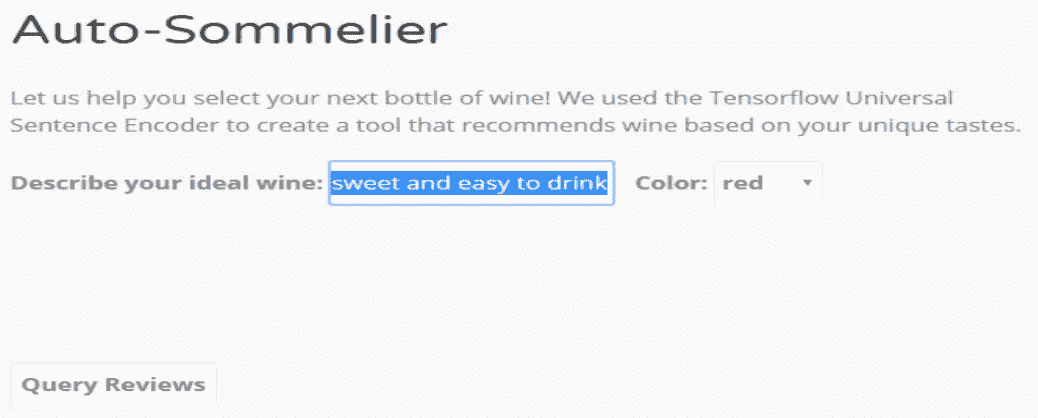 Auto-Sommelier
Let us help you select your next bottle of wine! We used the Tensorflow Universal
Sentence Encoder to create a tool that recommends wine based on your unique tastes.
Describe your ideal wine: sweet and easy to drink Color: red
Query Reviews